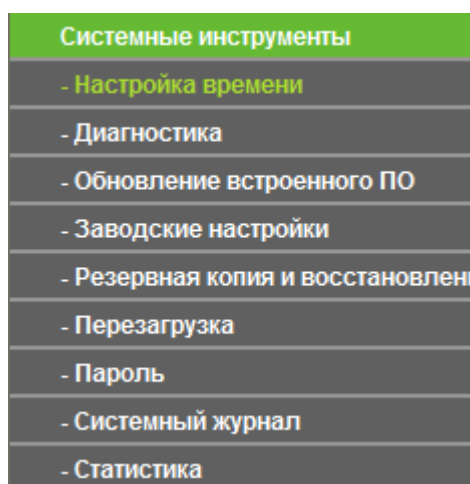 Системные инструменты
- Настройка времени
- Диагностика
- Обновление встроенного ПО
- Заводские настройки
- Резервная копия и восстановлен
- Перезагрузка
- Пароль
- Системный журнал
- Статистика